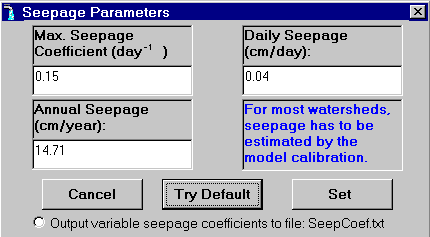 Seepage Parameters
Max. Seepage
Coefficient (day⁻¹ )
0.15
Daily Seepage
(cm/day):
0.04
Annual Seepage
(cm/year):
14.71
For most watersheds,
seepage has to be
estimated by the
model calibration.
Cancel
Try Default
Set
Output variable seepage coefficients to file: SeepCoef.txt